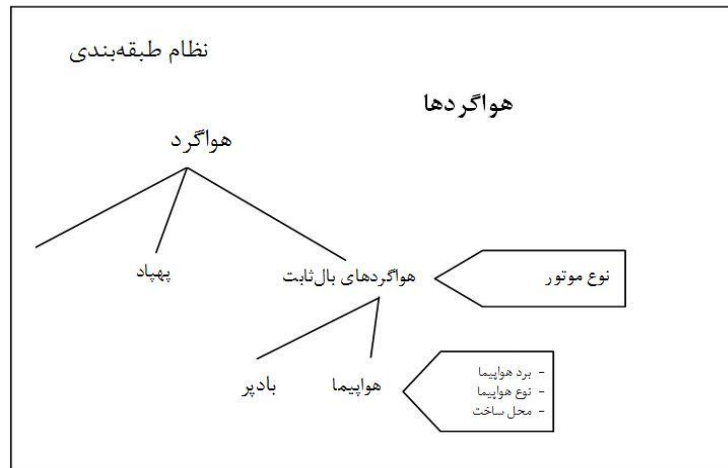 نظام طبقه‌بندی
هواگردها
هواگرد
پهپاد
هواگردهای بال‌ثابت
نوع موتور
بادپر
هواپیما
- برد هواپیما
- نوع هواپیما
- محل ساخت